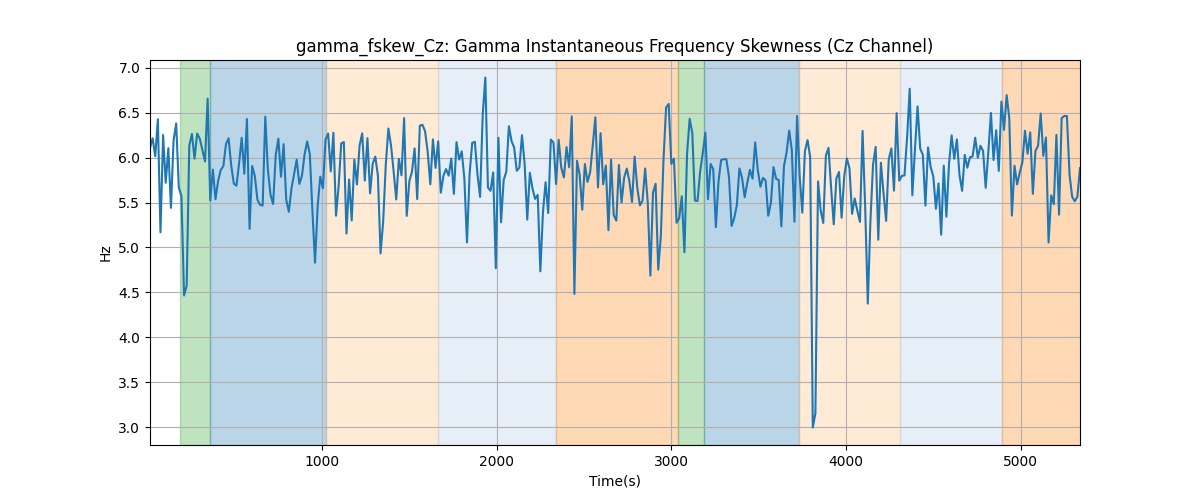 gamma_fskew_Cz: Gamma Instantaneous Frequency Skewness (Cz Channel)
7.0
6.5
6.0
5.5
5.0
4.5
4.0
3.5
3.0
Hz
1000 2000 3000 4000 5000
Time(s)